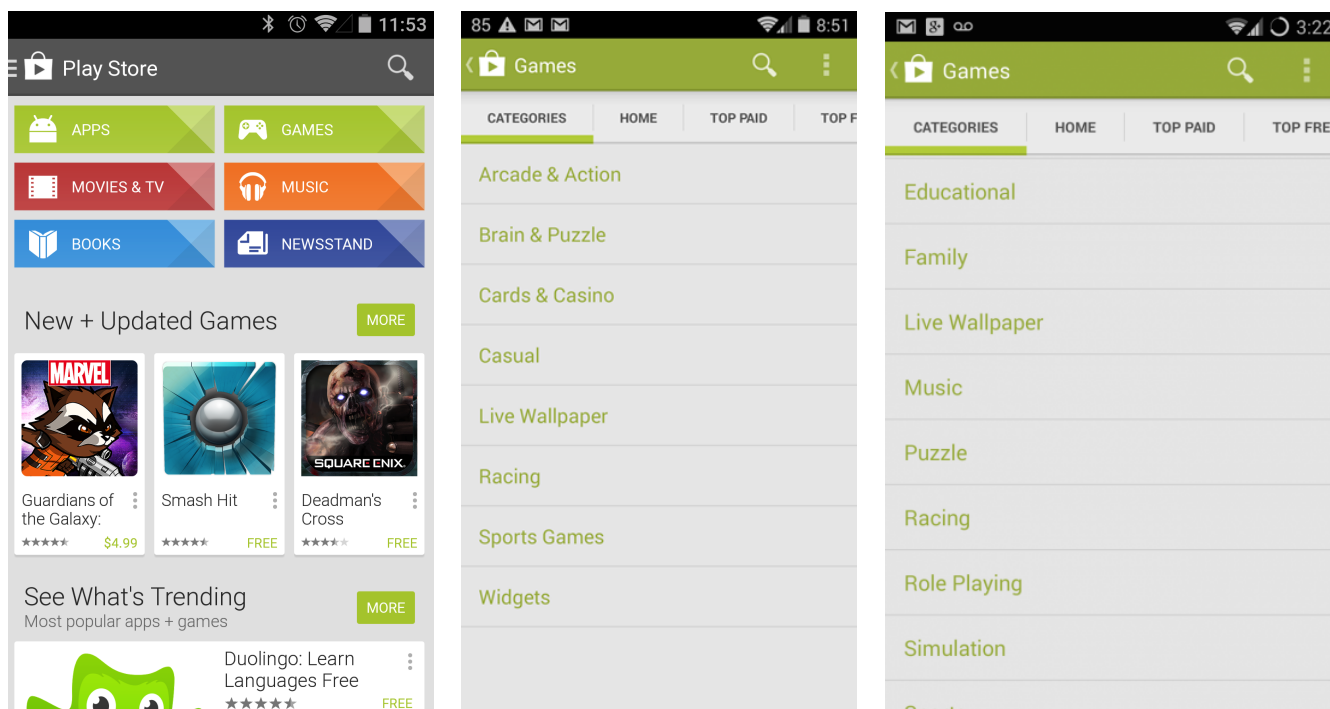 11:53
Play Store
APPS
GAMES
MOVIES & TV
MUSIC
BOOKS
NEWSSTAND
New + Updated Games
MORE
MARVEL
SQUARE ENIX.
Guardians of
the Galaxy:
$4.99
Smash Hit
FREE
Deadman's
Cross
FREE
See What's Trending
MORE
Most popular apps + games
Duolingo: Learn
Languages Free
FREE
85
8:51
Games
CATEGORIES
HOME
TOP PAID
TOP F
Arcade & Action
Brain & Puzzle
Cards & Casino
Casual
Live Wallpaper
Racing
Sports Games
Widgets
3:22
Games
CATEGORIES
HOME
TOP PAID
TOP FRE
Educational
Family
Live Wallpaper
Music
Puzzle
Racing
Role Playing
Simulation